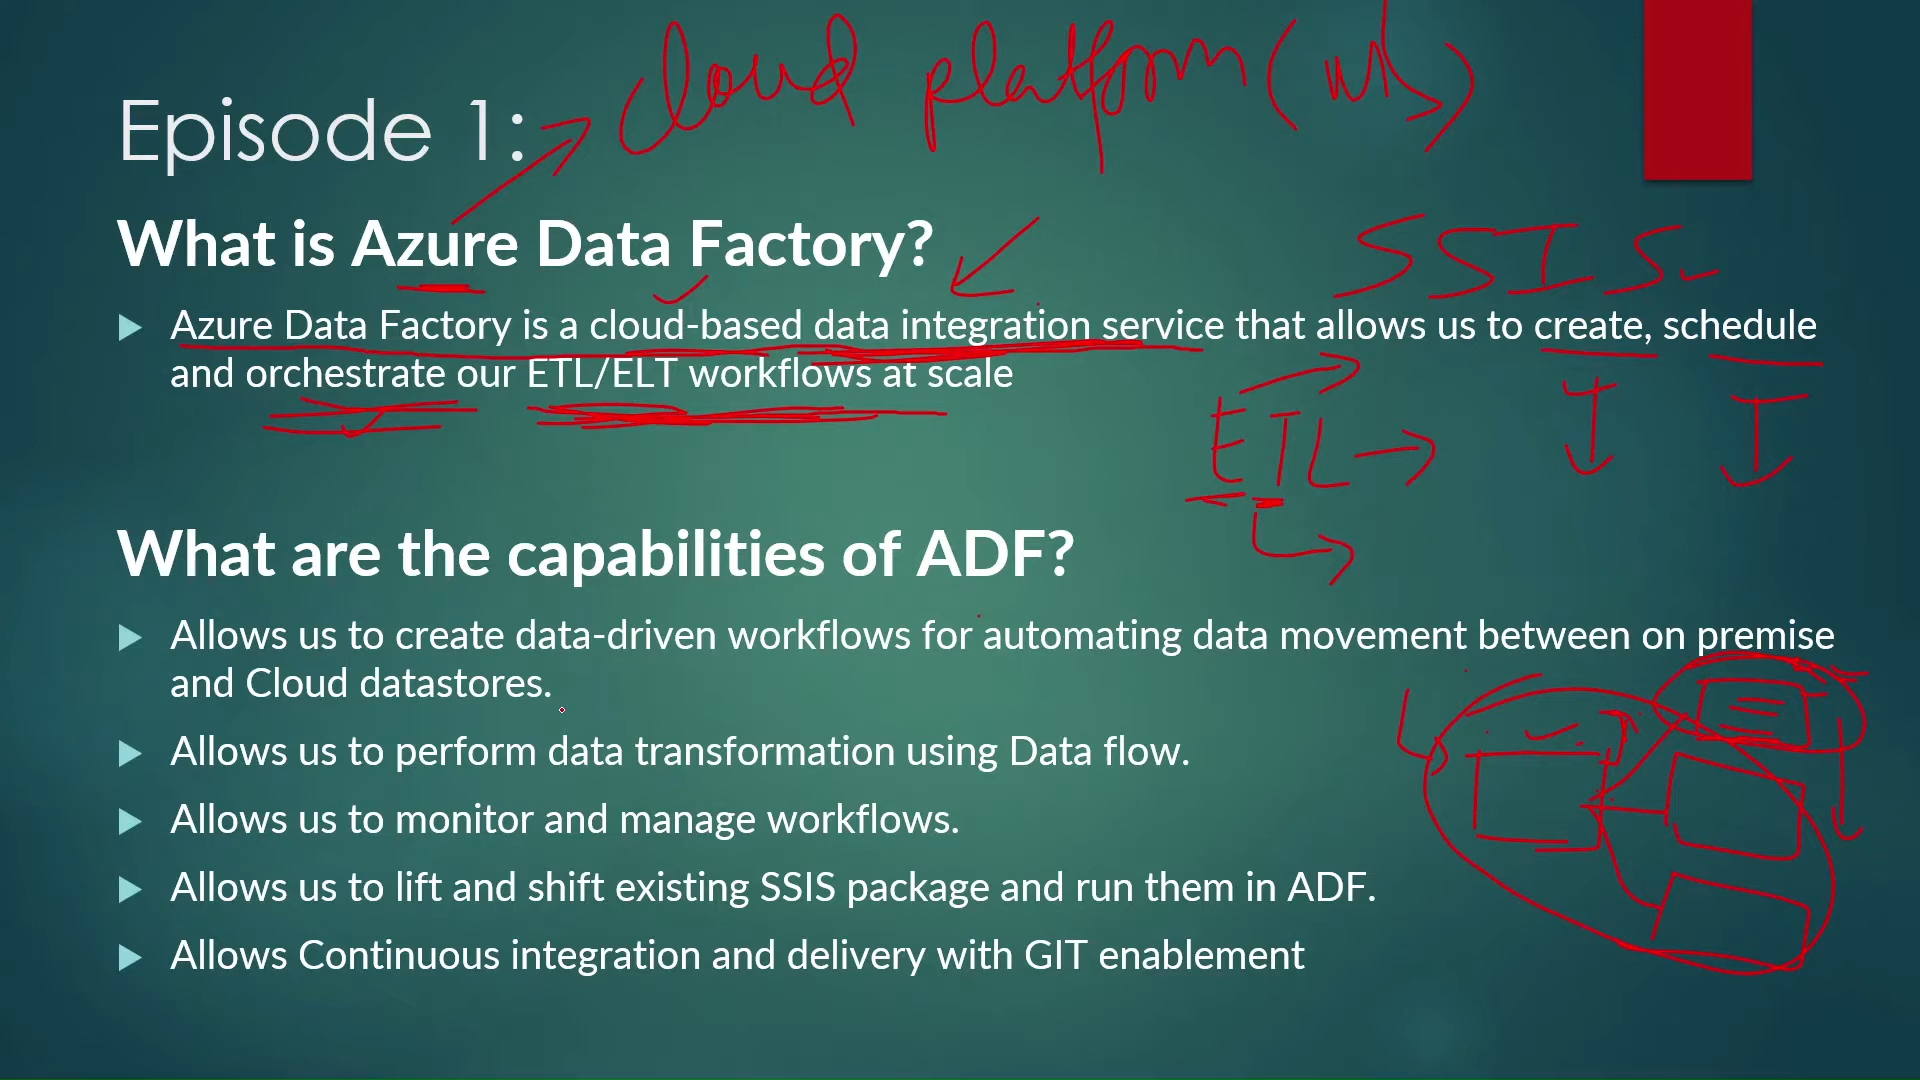 cloud platform (M
Episode 1:
What is Azure Data Factory?
SSIS
Azure Data Factory is a cloud-based data integration service that allows us to create, schedule
and orchestrate our ETL/ELT workflows at scale
ETL
What are the capabilities of ADF?
Allows us to create data-driven workflows for automating data movement between on premise
and Cloud datastores.
Allows us to perform data transformation using Data flow.
Allows us to monitor and manage workflows.
Allows us to lift and shift existing SSIS package and run them in ADF.
Allows Continuous integration and delivery with GIT enablement